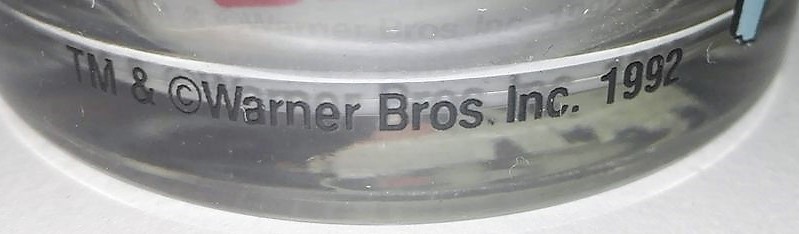 TM & ©Warner Bros. Inc. 1992